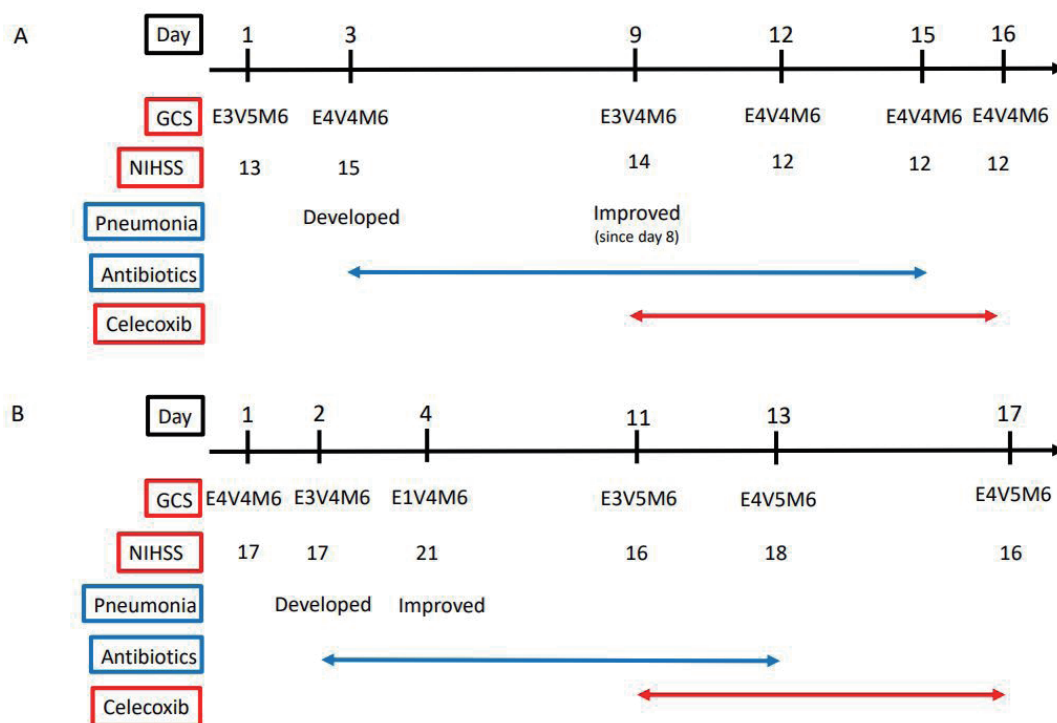 A
Day 1 3 9 12 15 16
GCS E3V5M6 E4V4M6 E3V4M6 E4V4M6 E4V4M6 E4V4M6
NIHSS 13 15 14 12 12 12
Pneumonia Developed Improved
(since day 8)
Antibiotics
Celecoxib
B
Day 1 2 4 11 13 17
GCS E4V4M6 E3V4M6 E1V4M6 E3V5M6 E4V5M6 E4V5M6
NIHSS 17 17 21 16 18 16
Pneumonia Developed Improved
Antibiotics
Celecoxib